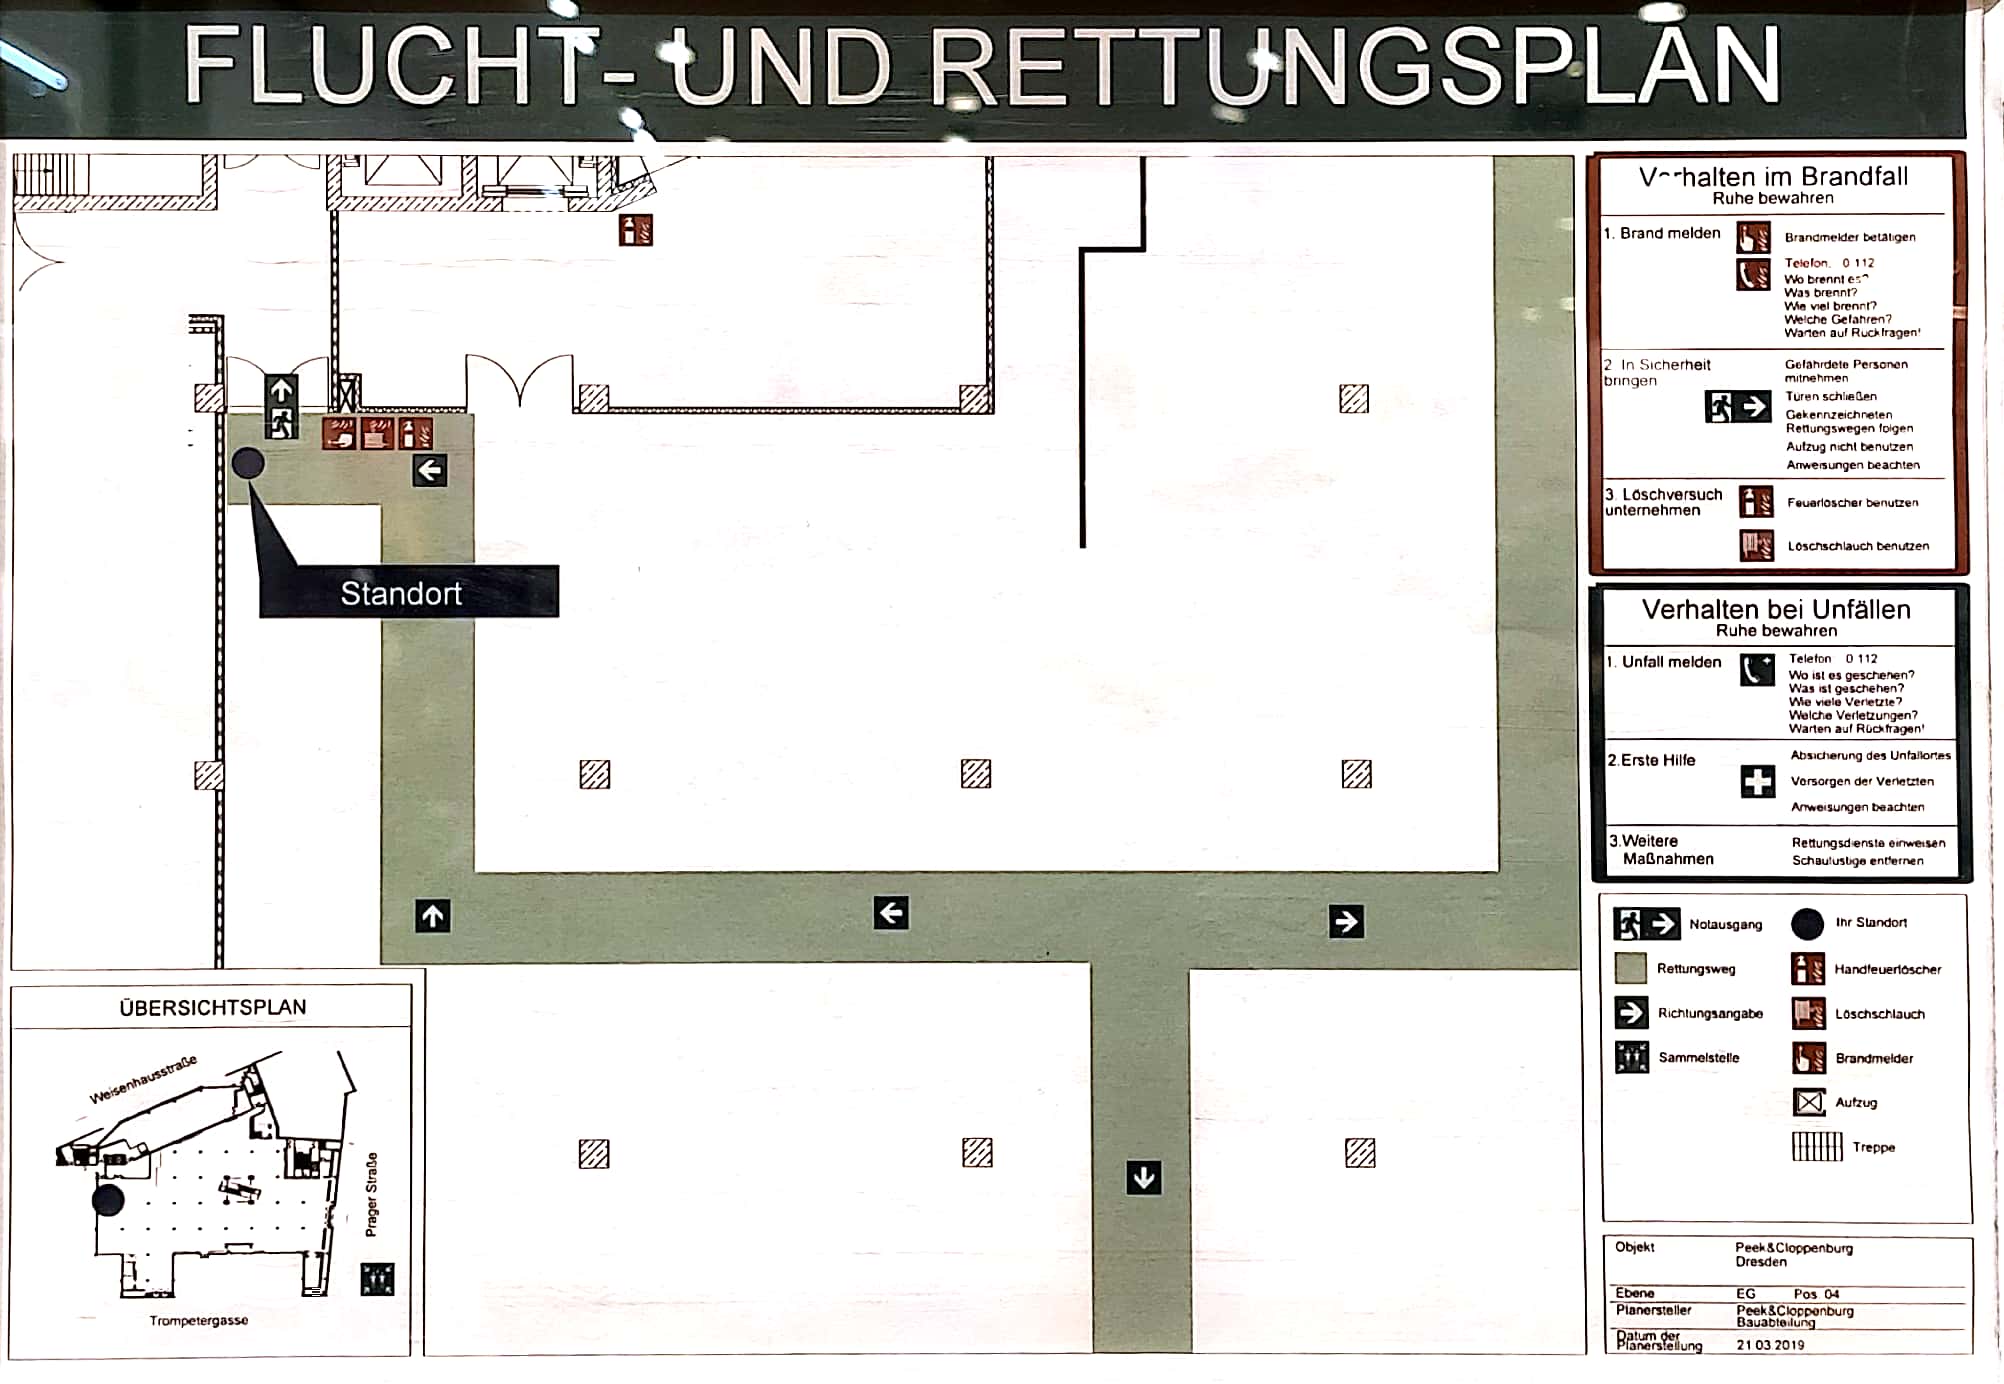 FLUCHT- UND RETTUNGSPLAN
Standort
Verhalten im Brandfall
Ruhe bewahren
1. Brand melden
Brandmelder betätigen
Telefon. 0 112
Wo brennt es?
Was brennt?
Wie viel brennt?
Welche Gefahren?
Warten auf Rückfragen!
2 In Sicherheit
bringen
Gefährdete Personen
mitnehmen
Türen schließen
Gekennzeichneten
Rettungswegen folgen
Aufzug nicht benutzen
Anweisungen beachten
3. Löschversuch
unternehmen
Feuerlöscher benutzen
Löschschlauch benutzen
Verhalten bei Unfällen
Ruhe bewahren
1. Unfall melden
Telefon 0 112
Wo ist es geschehen?
Was ist geschehen?
Wie viele Verletzte?
Welche Verletzungen?
Warten auf Rückfragen!
2.Erste Hilfe
Absicherung des Unfallortes
Versorgen der Verletzten
Anweisungen beachten
3.Weitere
Maßnahmen
Rettungsdienste einweisen
Schaulustige entfernen
Notausgang
Ihr Standort
Rettungsweg
Handfeuerlöscher
Richtungsangabe
Löschschlauch
Sammelstelle
Brandmelder
Aufzug
Treppe
ÜBERSICHTSPLAN
Weisenhausstraße
Prager Straße
Trompetergasse
Objekt Peek&Cloppenburg
Dresden
Ebene EG Pos 04
Planersteller Peek&Cloppenburg
Bauabteilung
Datum der
Planerstellung 21 03 2019